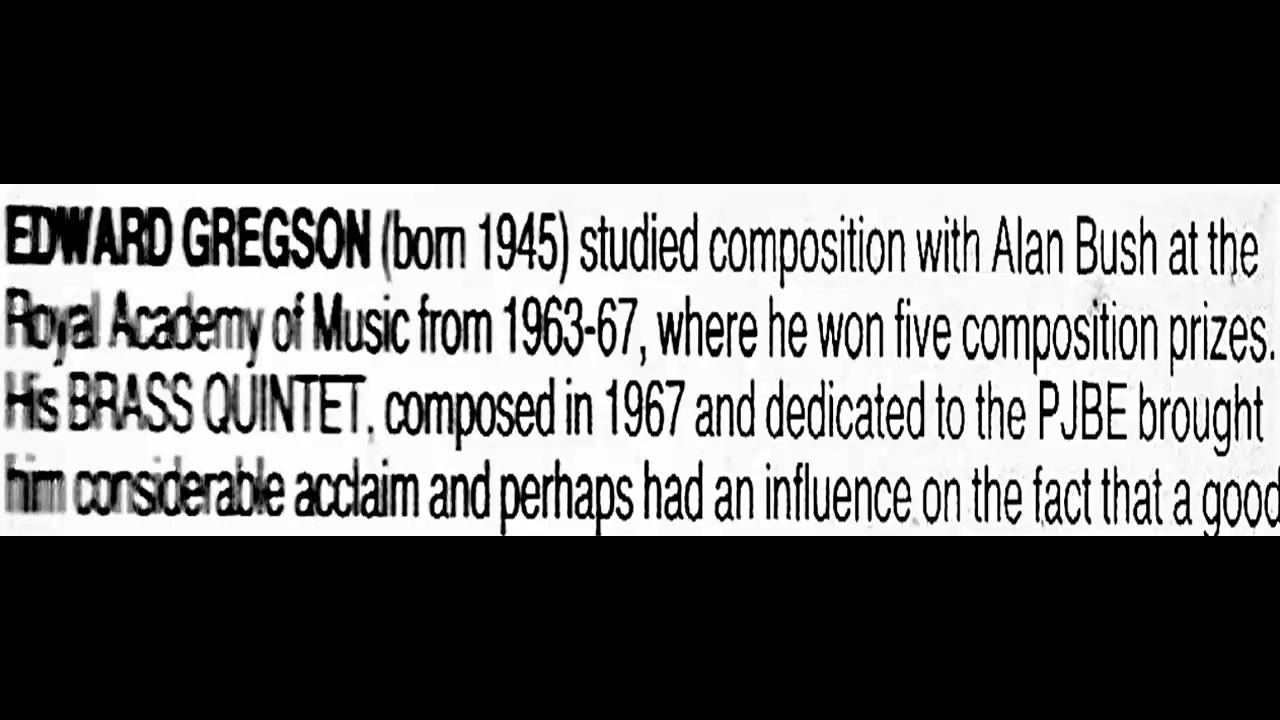 EDWARD GREGSON (born 1945) studied composition with Alan Bush at the
Royal Academy of Music from 1963-67, where he won five composition prizes.
His BRASS QUINTET, composed in 1967 and dedicated to the PJBE brought
him considerable acclaim and perhaps had an influence on the fact that a good